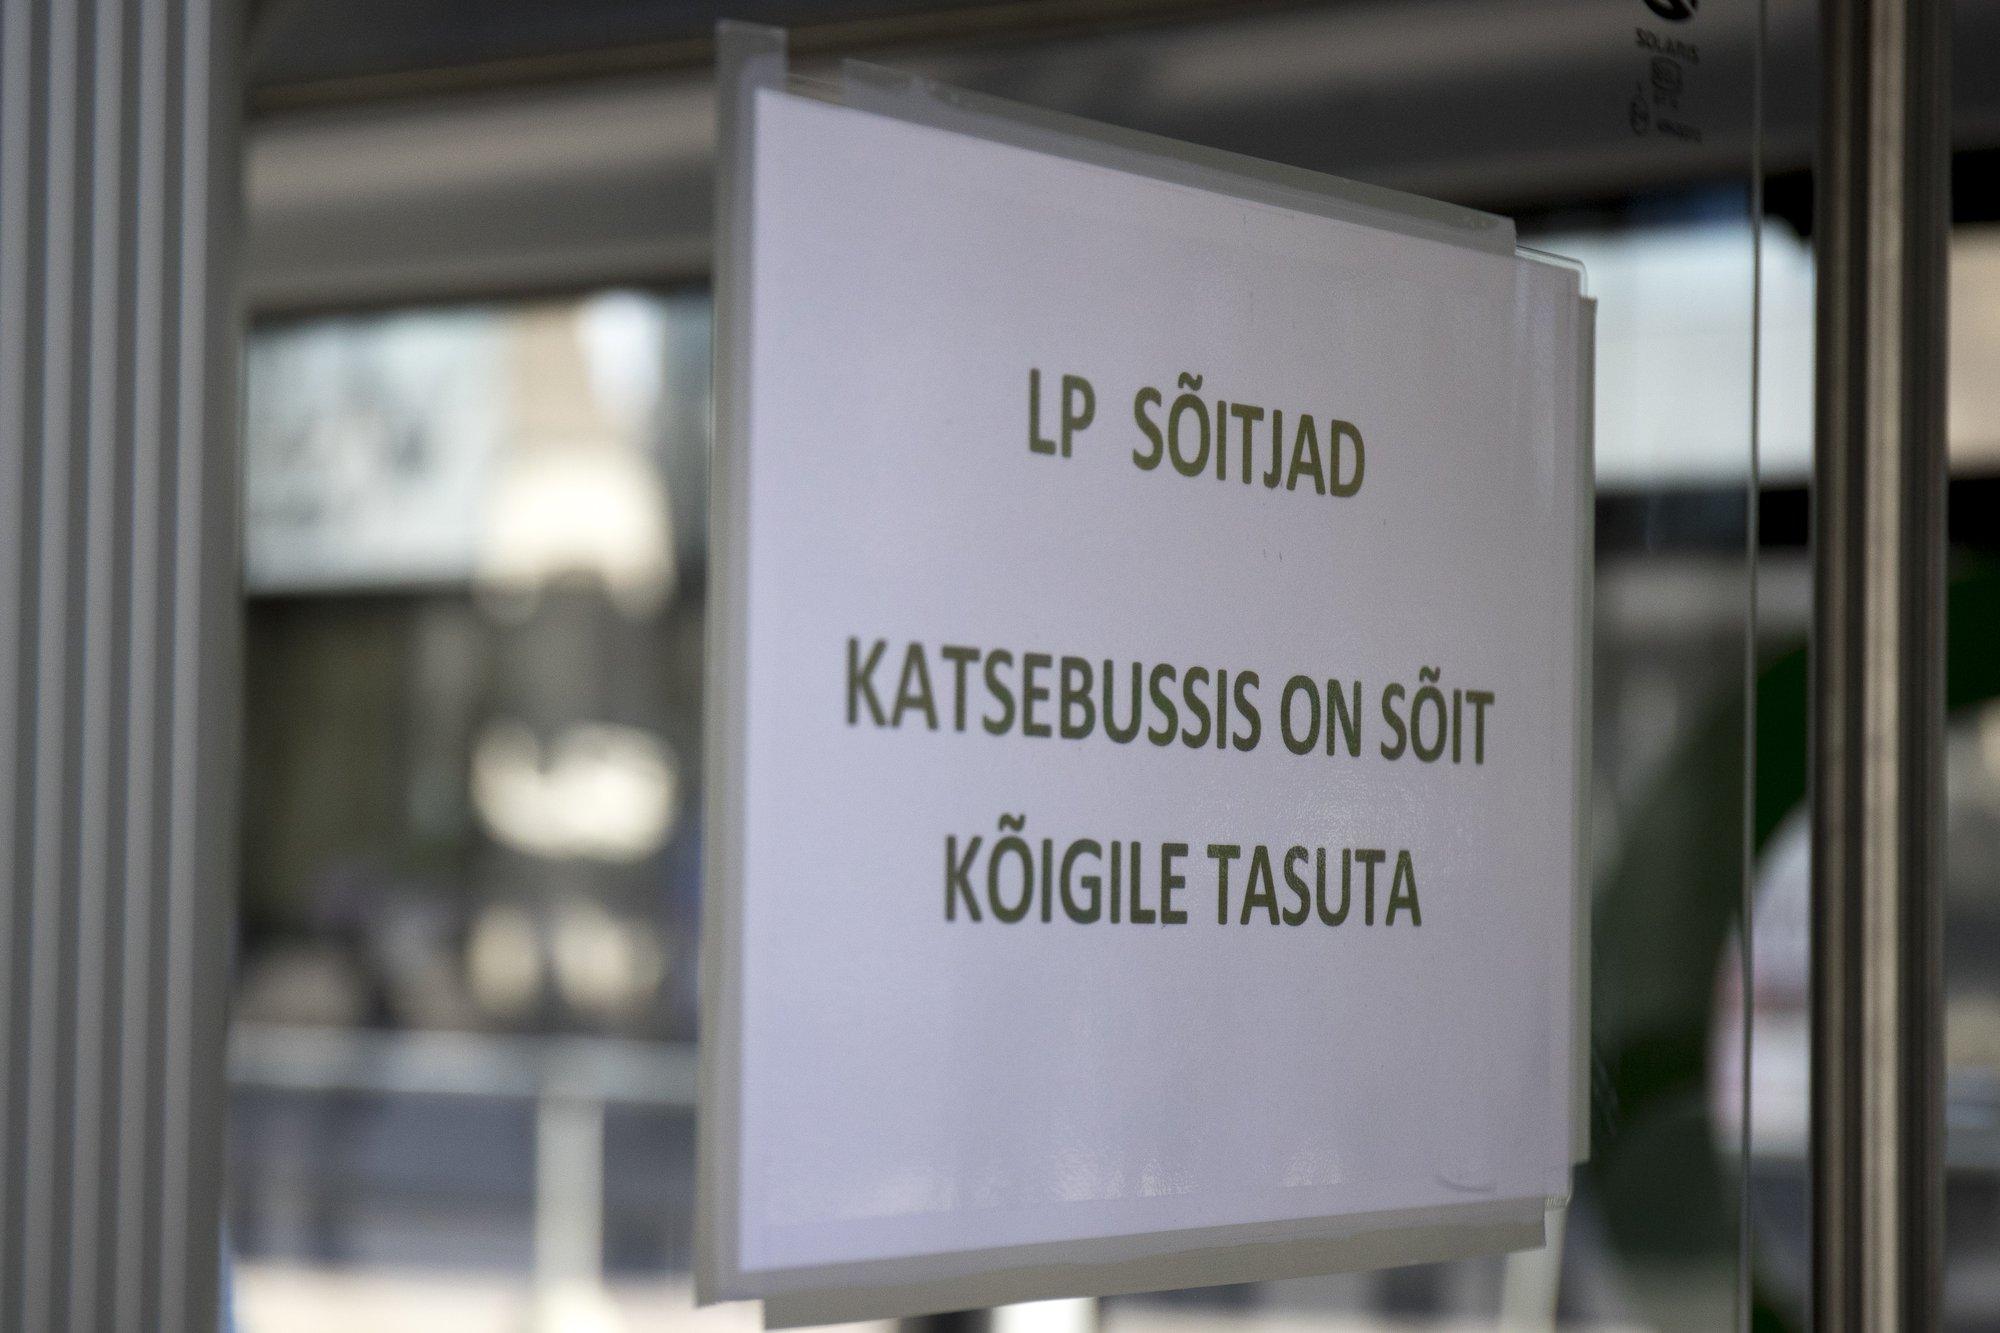 SOLARIS
LP SÕITJAD
KATSEBUSSIS ON SÕIT
KÕIGILE TASUTA